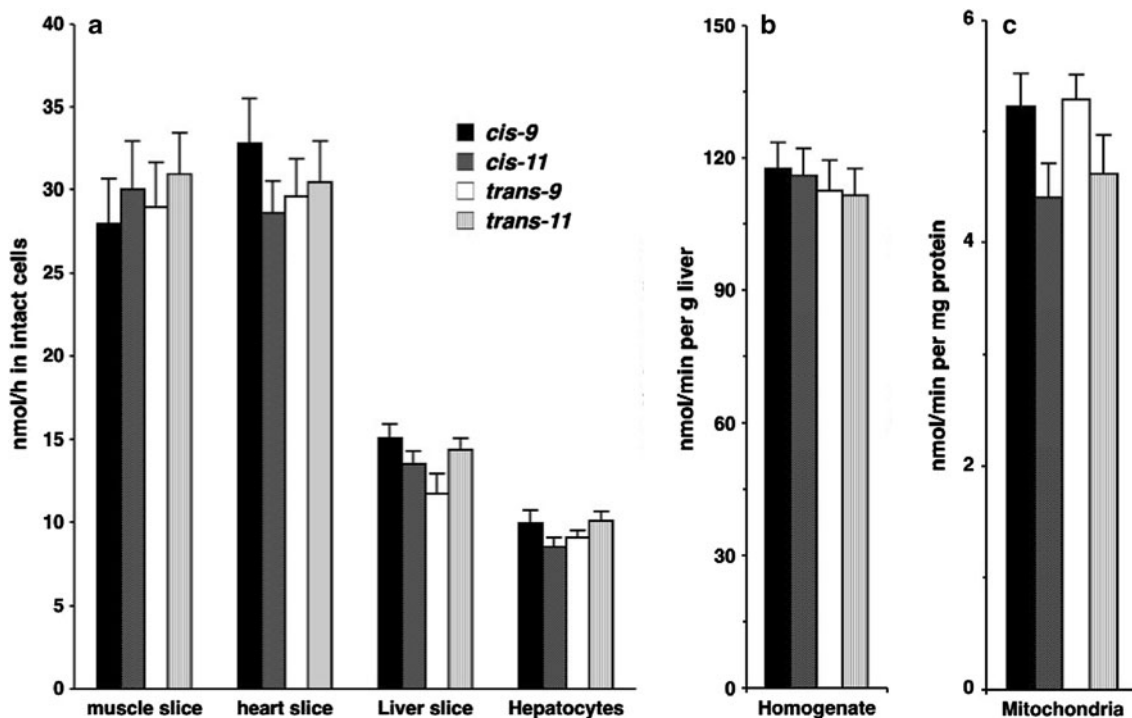 a
nmol/h in intact cells
40
35
30
25
20
15
10
5
0
cis-9
cis-11
trans-9
trans-11
muscle slice heart slice Liver slice Hepatocytes
b
nmol/min per g liver
150
120
90
60
30
0
Homogenate
c
nmol/min per mg protein
6
4
2
0
Mitochondria